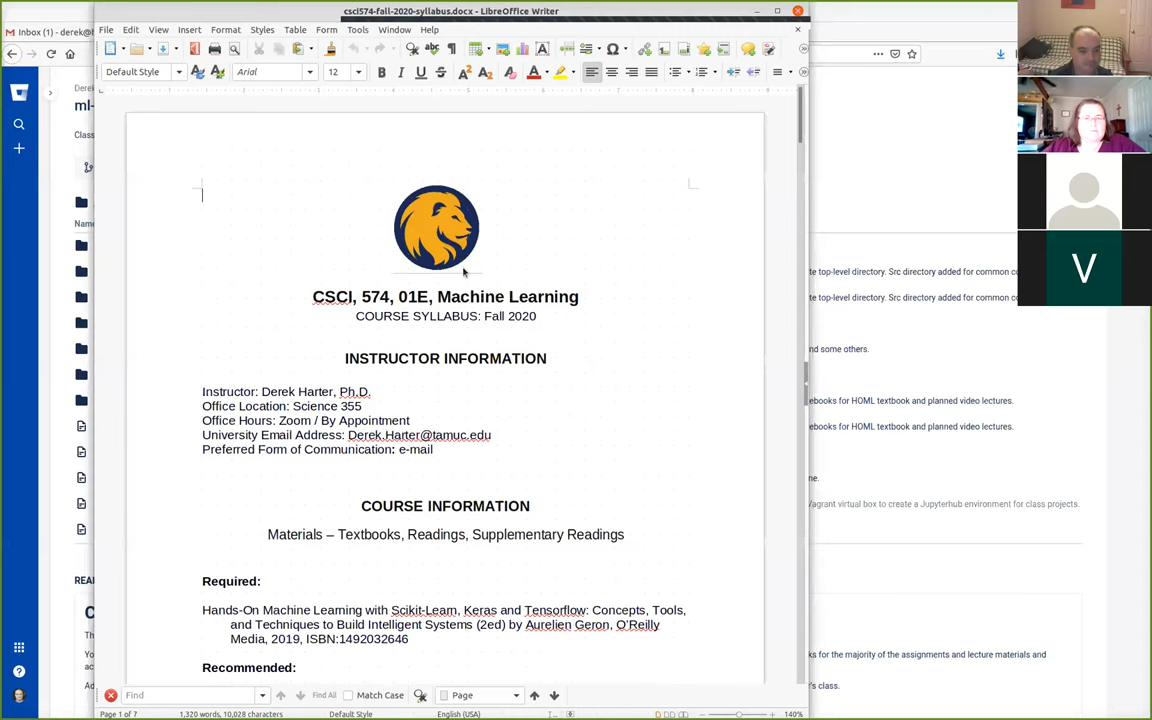 csci574-fall-2020-syllabus.docx - LibreOffice Writer
Inbox (1) - derek@h
File Edit View Insert Format Styles Table Form Tools Window Help
Default Style Arial 12
Derek
ml-
Class
Name
REA
CSCI, 574, 01E, Machine Learning
COURSE SYLLABUS: Fall 2020
INSTRUCTOR INFORMATION
Instructor: Derek Harter, Ph.D.
Office Location: Science 355
Office Hours: Zoom / By Appointment
University Email Address: Derek.Harter@tamuc.edu
Preferred Form of Communication: e-mail
COURSE INFORMATION
Materials – Textbooks, Readings, Supplementary Readings
Required:
Hands-On Machine Learning with Scikit-Learn, Keras and Tensorflow: Concepts, Tools,
and Techniques to Build Intelligent Systems (2ed) by Aurelien Geron, O'Reilly
Media, 2019, ISBN:1492032646
Recommended:
Find Find All Match Case Page
Page 1 of 7 1,320 words, 10,028 characters Default Style English (USA) 140%
te top-level directory. Src directory added for common co
te top-level directory. Src directory added for common co
nd some others.
ebooks for HOML textbook and planned video lectures.
ebooks for HOML textbook and planned video lectures.
ne.
Vagrant virtual box to create a Jupyterhub environment for class projects.
ks for the majority of the assignments and lecture materials and
r's class.
V